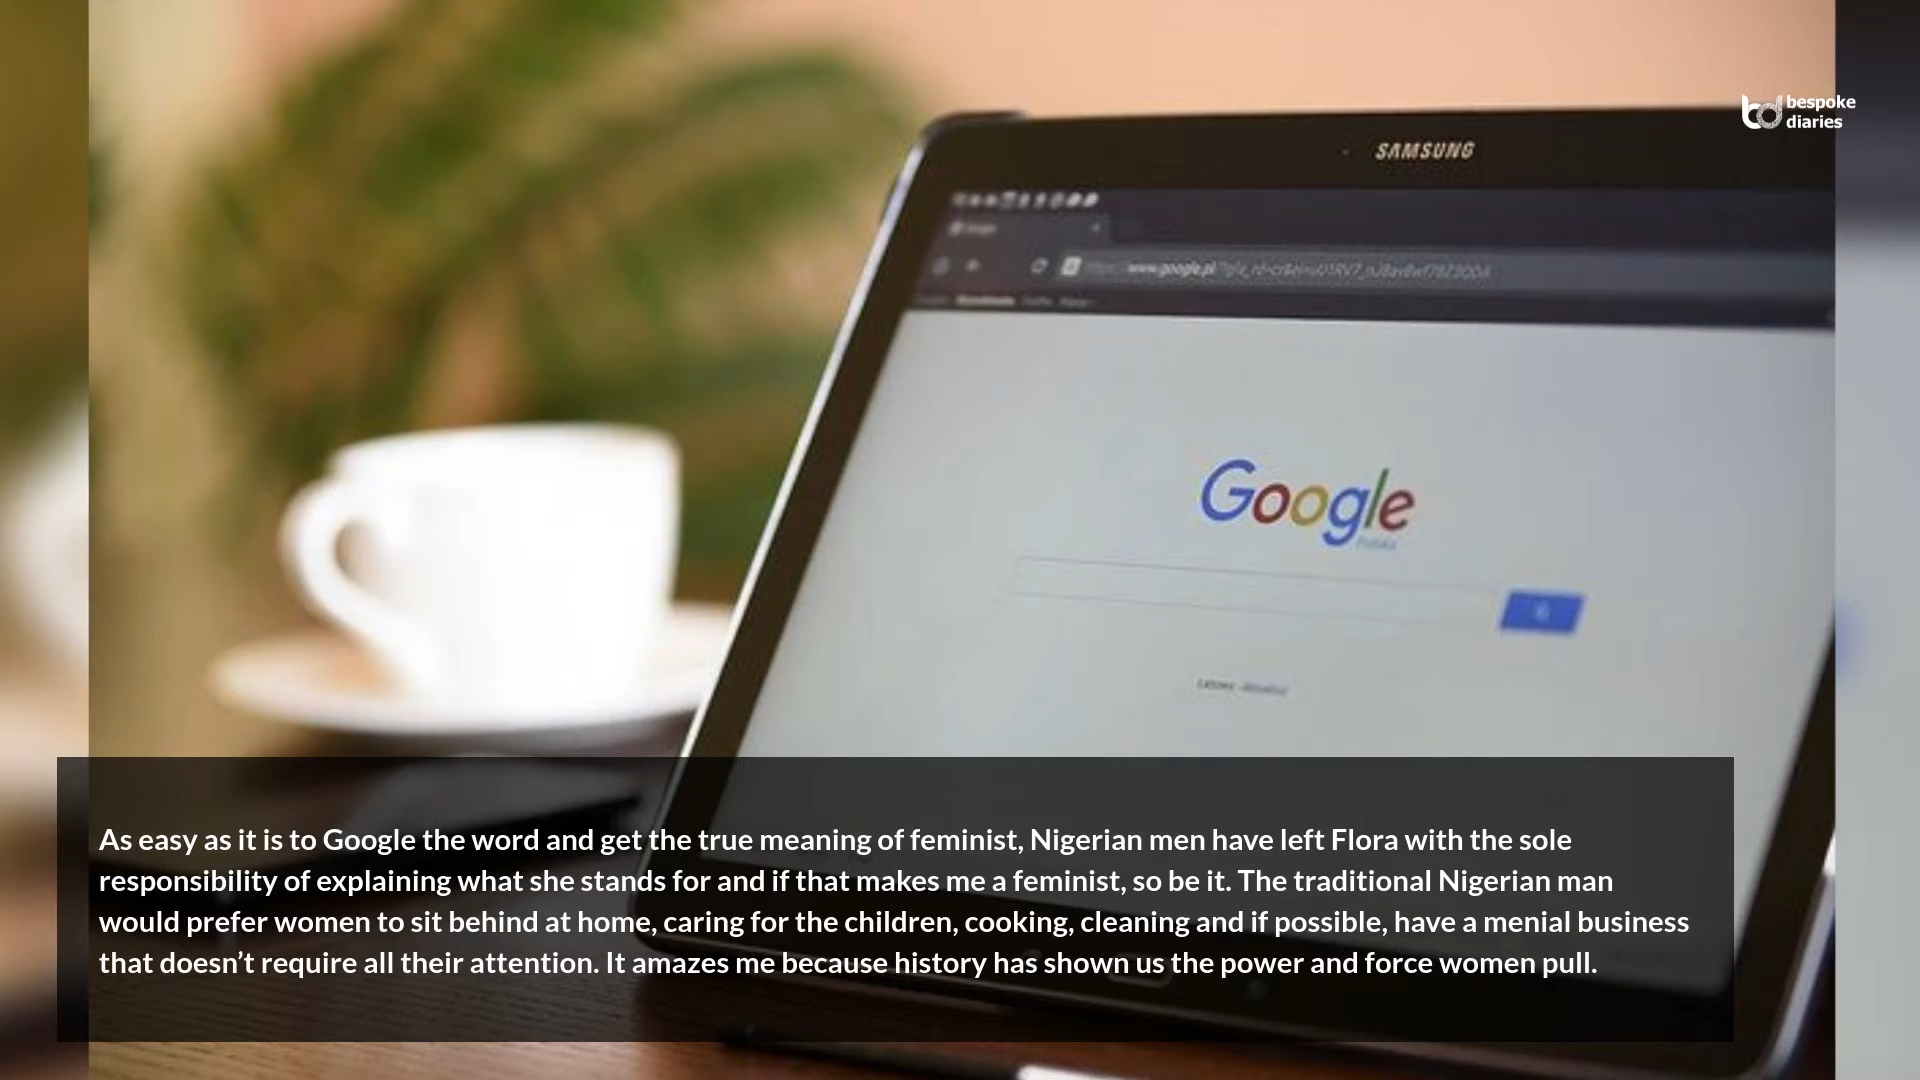 bespoke
diaries
SAMSUNG
Google
As easy as it is to Google the word and get the true meaning of feminist, Nigerian men have left Flora with the sole
responsibility of explaining what she stands for and if that makes me a feminist, so be it. The traditional Nigerian man
would prefer women to sit behind at home, caring for the children, cooking, cleaning and if possible, have a menial business
that doesn’t require all their attention. It amazes me because history has shown us the power and force women pull.